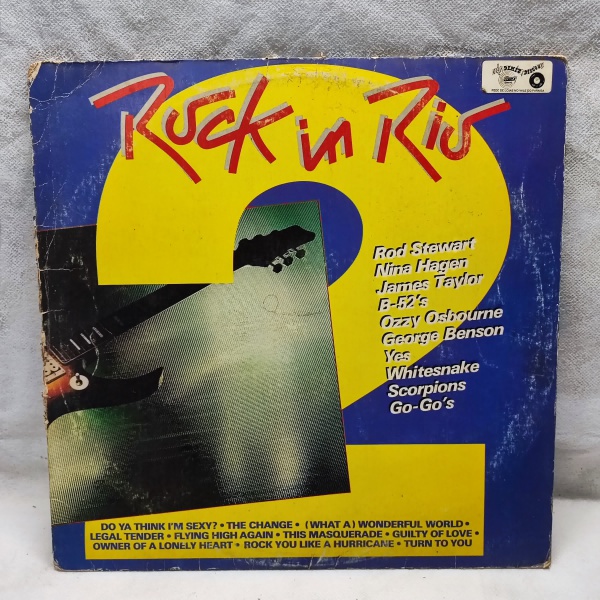 Rock in Rio
2
Rod Stewart
Nina Hagen
James Taylor
B-52's
Ozzy Osbourne
George Benson
Yes
Whitesnake
Scorpions
Go-Go's
DO YA THINK I'M SEXY? • THE CHANGE • (WHAT A) WONDERFUL WORLD •
LEGAL TENDER • FLYING HIGH AGAIN • THIS MASQUERADE • GUILTY OF LOVE •
OWNER OF A LONELY HEART • ROCK YOU LIKE A HURRICANE • TURN TO YOU